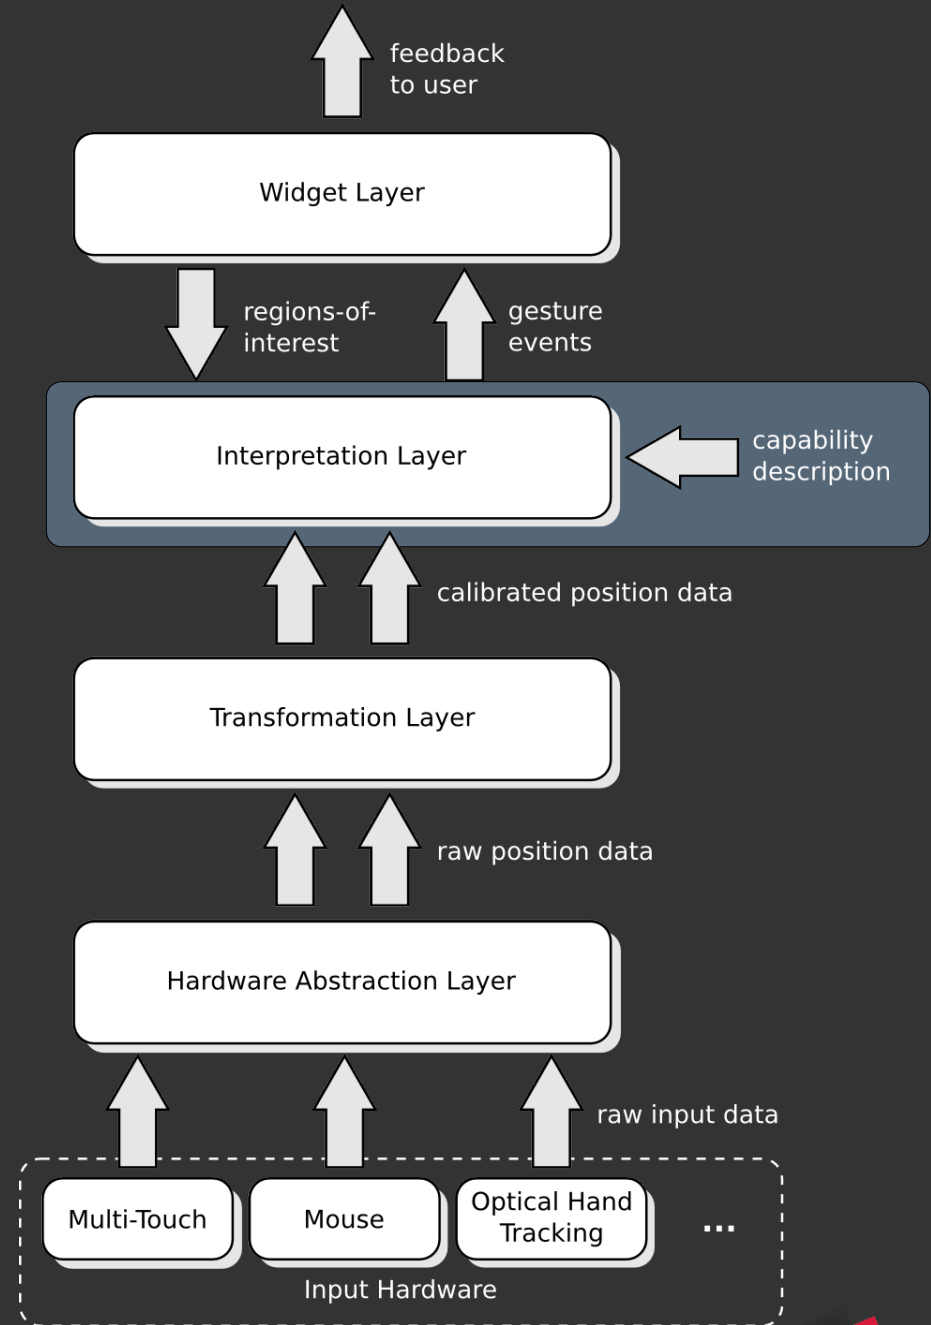 feedback
to user
Widget Layer
regions-of-
interest
gesture
events
Interpretation Layer
capability
description
calibrated position data
Transformation Layer
raw position data
Hardware Abstraction Layer
raw input data
Multi-Touch
Mouse
Optical Hand
Tracking
...
Input Hardware